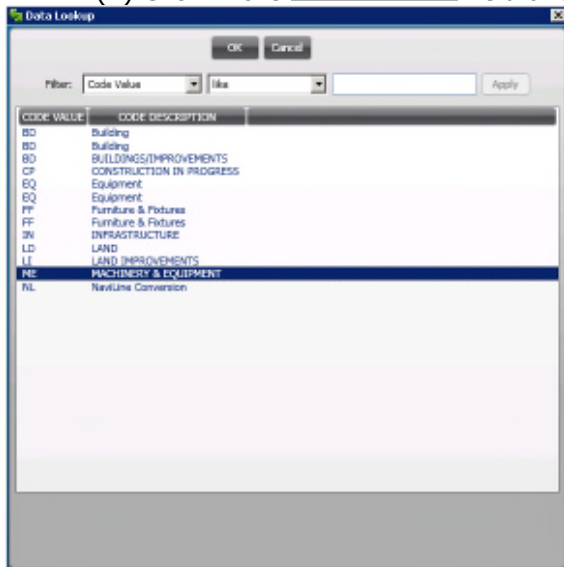 Data Lookup
OK Cancel
Filter: Code Value like Apply
CODE VALUE CODE DESCRIPTION
BD Building
BD Building
BD BUILDINGS/IMPROVEMENTS
CP CONSTRUCTION IN PROGRESS
EQ Equipment
EQ Equipment
FF Furniture & Fixtures
FF Furniture & Fixtures
IN INFRASTRUCTURE
LD LAND
LI LAND IMPROVEMENTS
ME MACHINERY & EQUIPMENT
NL NaviLine Conversion